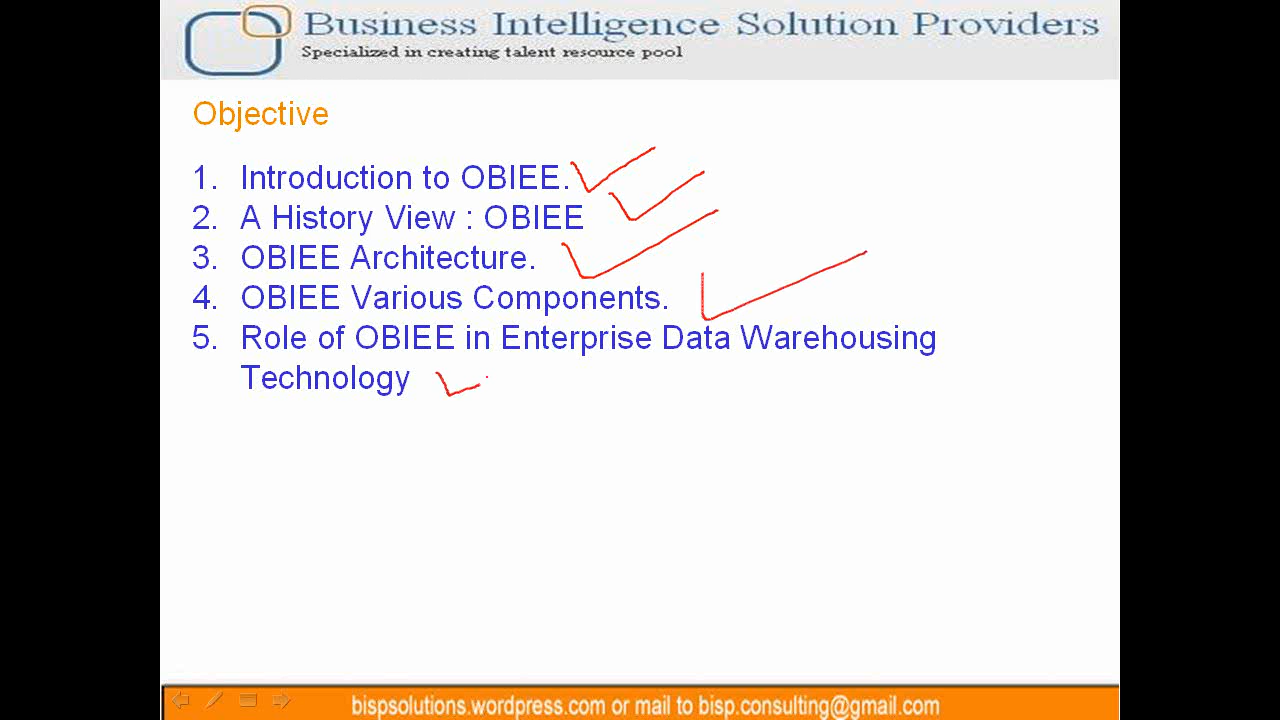 Business Intelligence Solution Providers
Specialized in creating talent resource pool
Objective
1. Introduction to OBIEE.
2. A History View : OBIEE
3. OBIEE Architecture.
4. OBIEE Various Components.
5. Role of OBIEE in Enterprise Data Warehousing
Technology
bispsolutions.wordpress.com or mail to bisp.consulting@gmail.com